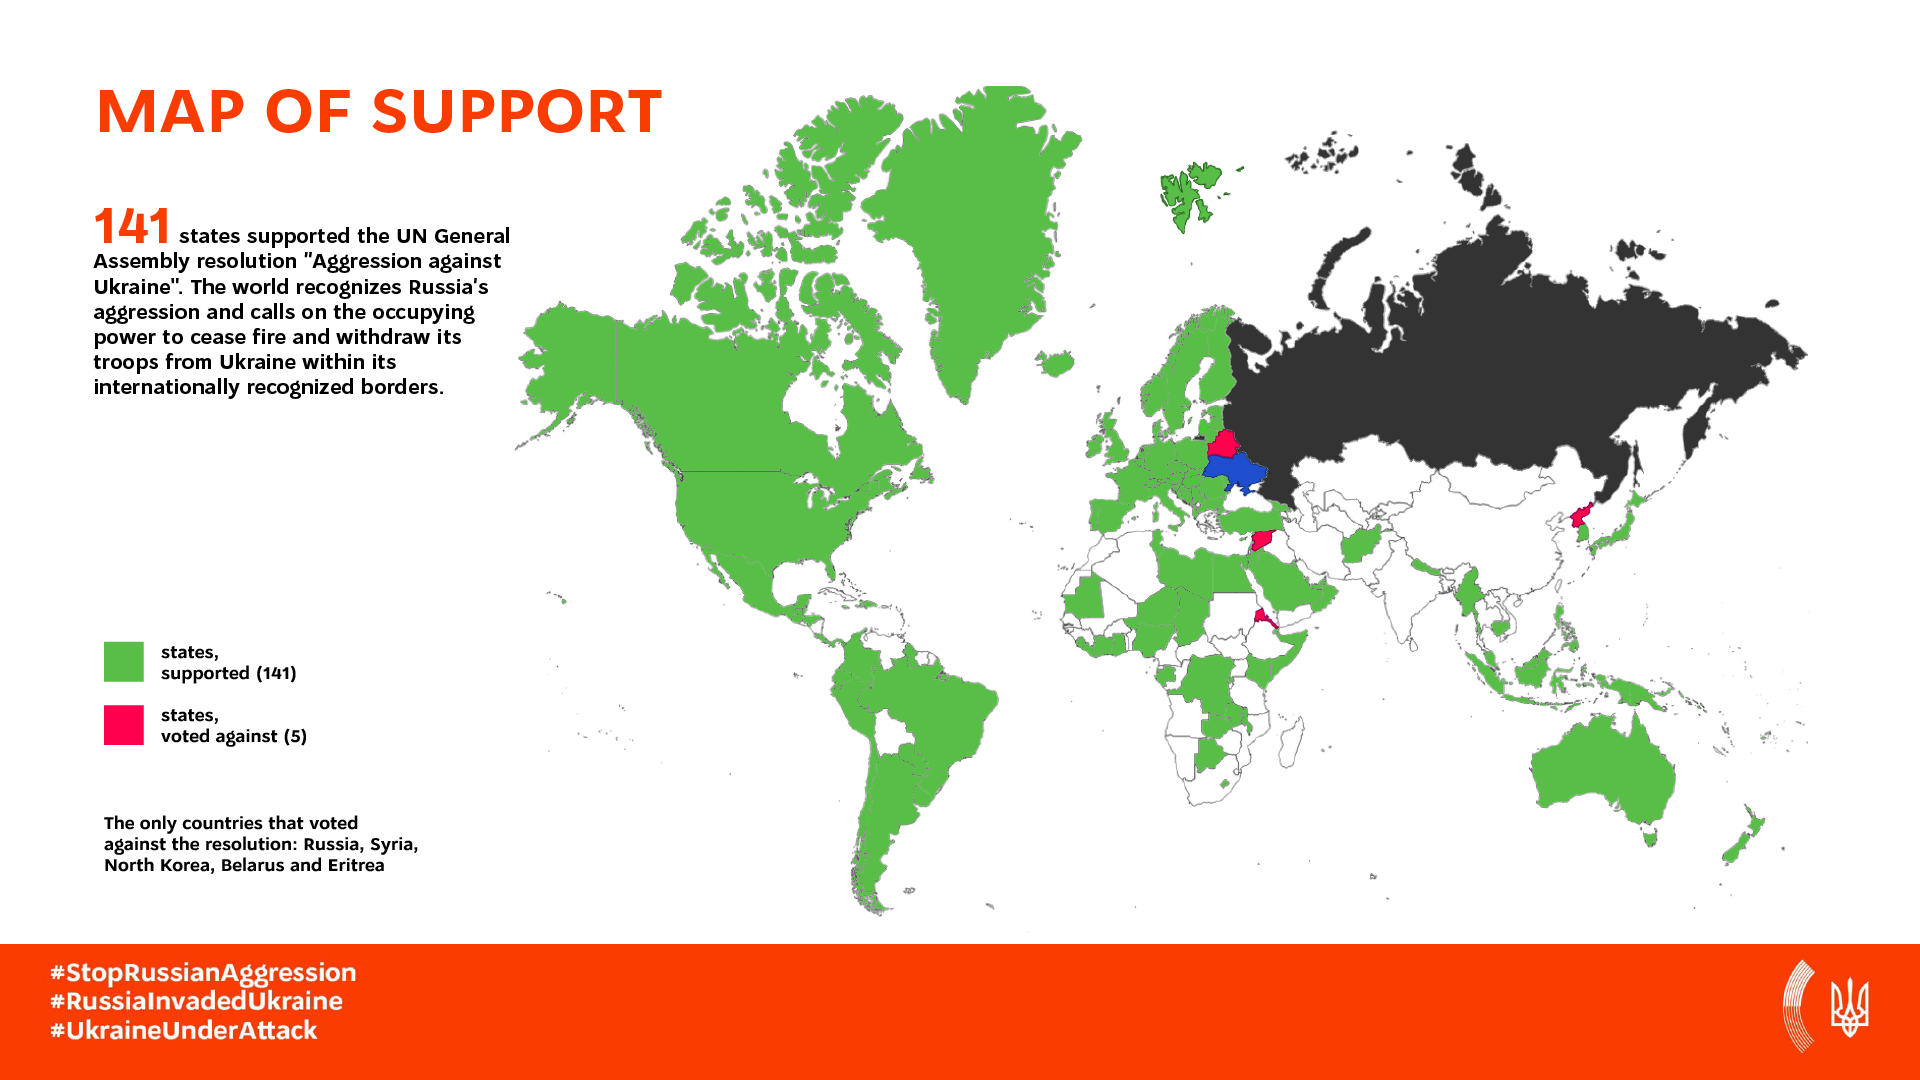 MAP OF SUPPORT
141 states supported the UN General
Assembly resolution "Aggression against
Ukraine". The world recognizes Russia's
aggression and calls on the occupying
power to cease fire and withdraw its
troops from Ukraine within its
internationally recognized borders.
states,
supported (141)
states,
voted against (5)
The only countries that voted
against the resolution: Russia, Syria,
North Korea, Belarus and Eritrea
#StopRussianAggression
#RussiaInvadedUkraine
#UkraineUnderAttack